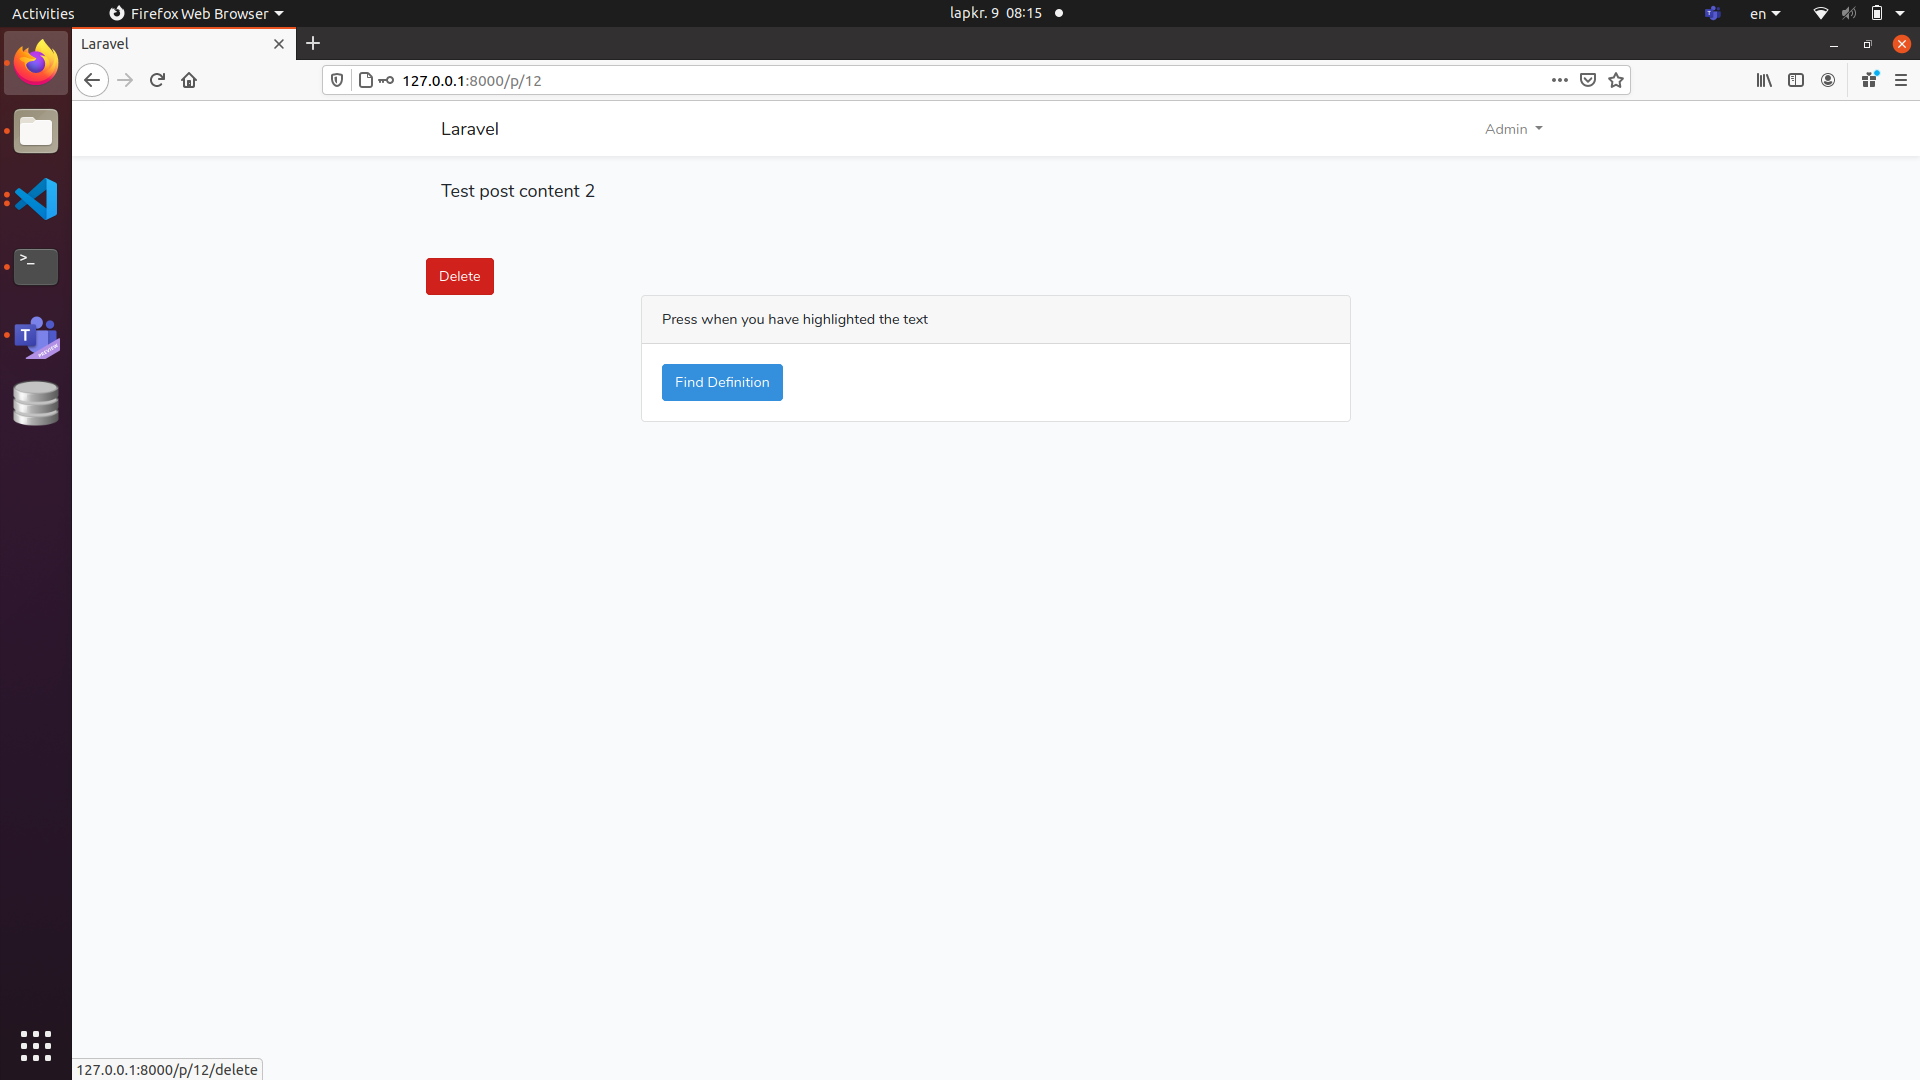 Activities Firefox Web Browser lapkr. 9 08:15 en
Laravel
127.0.0.1:8000/p/12
Laravel Admin
Test post content 2
Delete
Press when you have highlighted the text
Find Definition
127.0.0.1:8000/p/12/delete